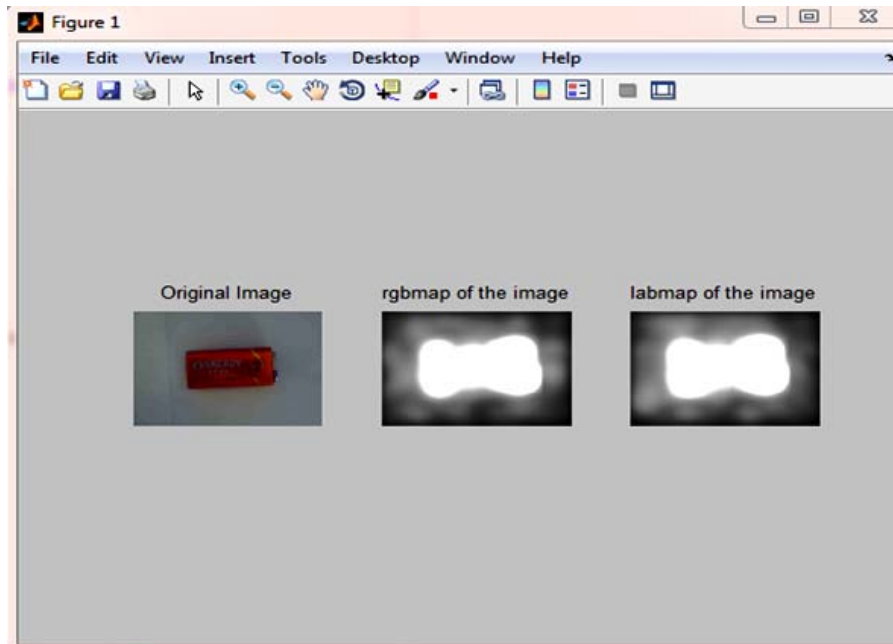 Figure 1
File Edit View Insert Tools Desktop Window Help
Original Image
rgbmap of the image
labmap of the image